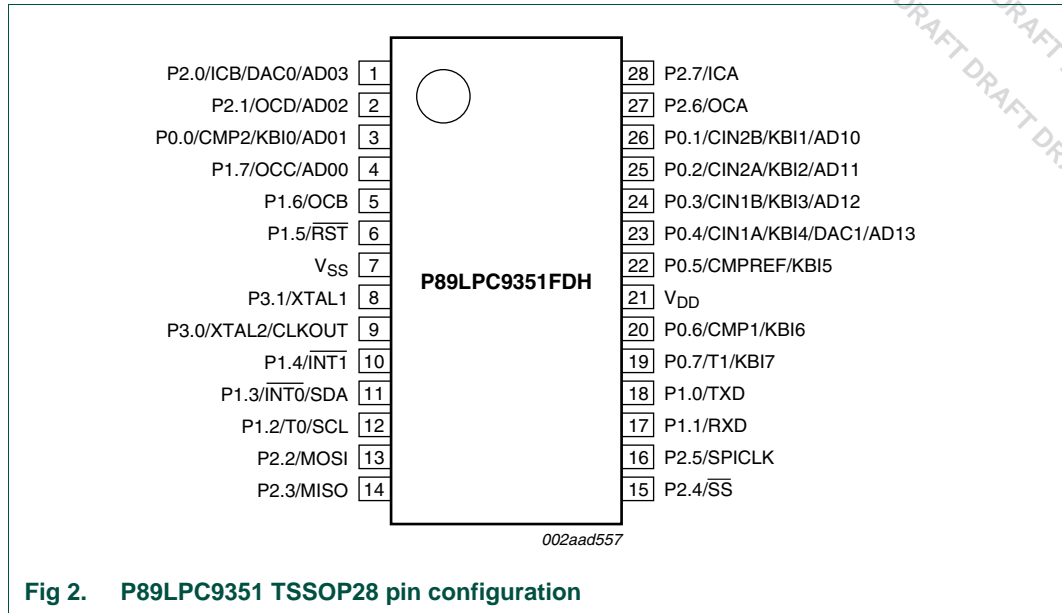 DRAFT DRAFT DRAFT DR
DRAFT DRAFT
P2.0/ICB/DAC0/AD03 1
P2.1/OCD/AD02 2
P0.0/CMP2/KBI0/AD01 3
P1.7/OCC/AD00 4
P1.6/OCB 5
P1.5/R̅S̅T̅ 6
VSS 7
P3.1/XTAL1 8
P3.0/XTAL2/CLKOUT 9
P1.4/I̅N̅T̅1̅ 10
P1.3/I̅N̅T̅0̅/SDA 11
P1.2/T0/SCL 12
P2.2/MOSI 13
P2.3/MISO 14
P89LPC9351FDH
28 P2.7/ICA
27 P2.6/OCA
26 P0.1/CIN2B/KBI1/AD10
25 P0.2/CIN2A/KBI2/AD11
24 P0.3/CIN1B/KBI3/AD12
23 P0.4/CIN1A/KBI4/DAC1/AD13
22 P0.5/CMPREF/KBI5
21 VDD
20 P0.6/CMP1/KBI6
19 P0.7/T1/KBI7
18 P1.0/TXD
17 P1.1/RXD
16 P2.5/SPICLK
15 P2.4/S̅S̅
002aad557
Fig 2. P89LPC9351 TSSOP28 pin configuration